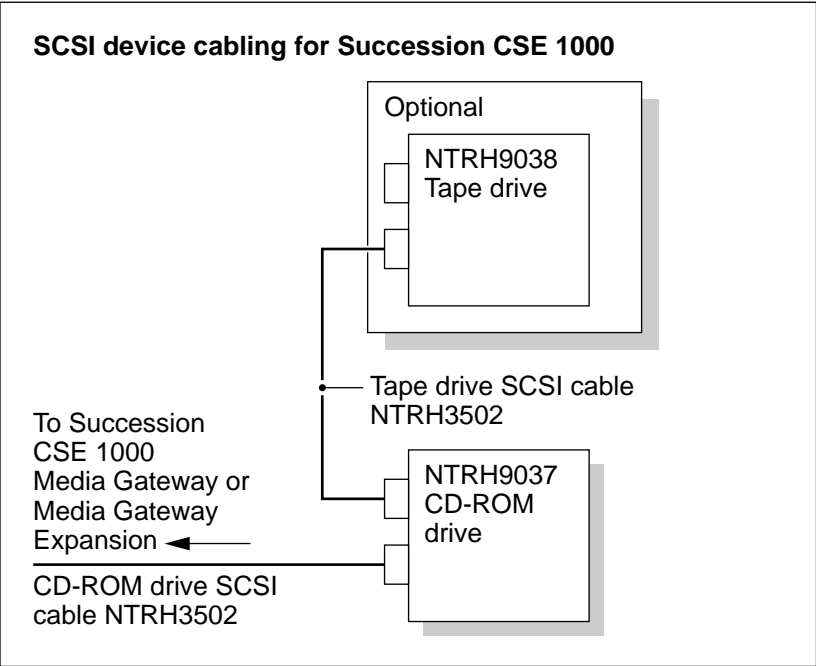 SCSI device cabling for Succession CSE 1000
Optional
NTRH9038
Tape drive
Tape drive SCSI cable
NTRH3502
To Succession
CSE 1000
Media Gateway or
Media Gateway
Expansion
NTRH9037
CD-ROM
drive
CD-ROM drive SCSI
cable NTRH3502